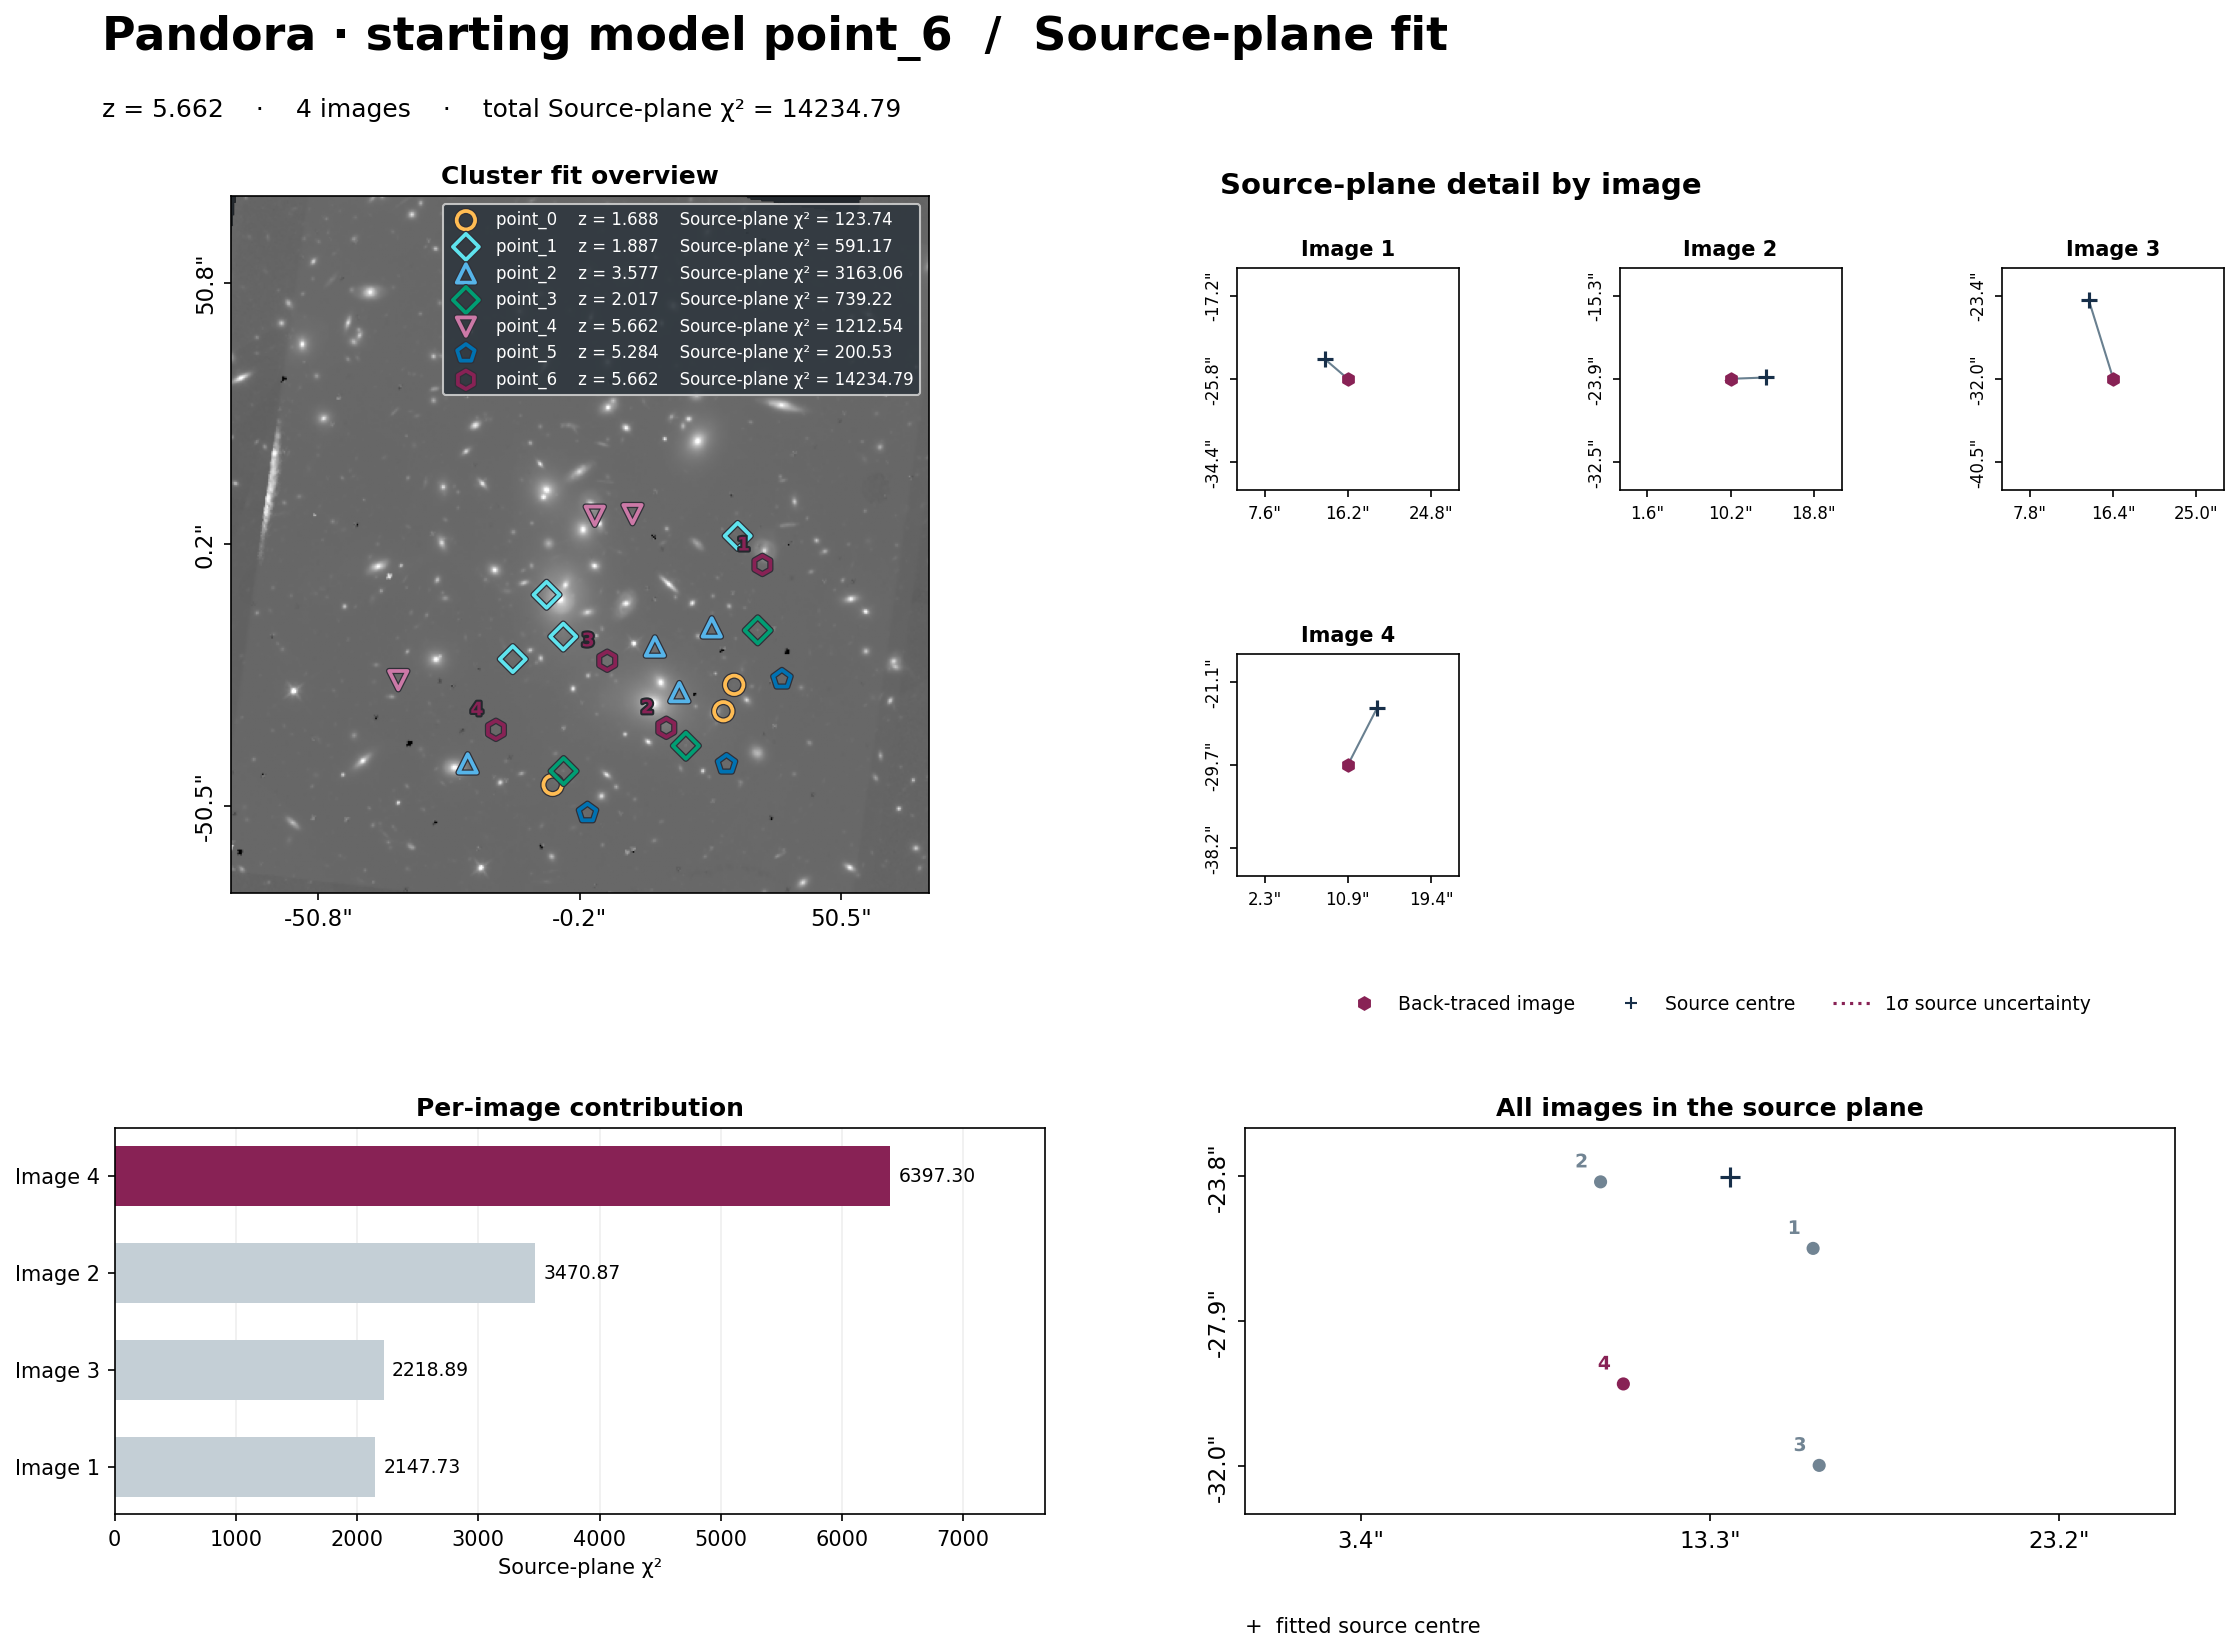 Pandora · starting model point_6 / Source-plane fit
z = 5.662 · 4 images · total Source-plane χ² = 14234.79
Cluster fit overview
point_0 z = 1.688 Source-plane χ² = 123.74
point_1 z = 1.887 Source-plane χ² = 591.17
point_2 z = 3.577 Source-plane χ² = 3163.06
point_3 z = 2.017 Source-plane χ² = 739.22
point_4 z = 5.662 Source-plane χ² = 1212.54
point_5 z = 5.284 Source-plane χ² = 200.53
point_6 z = 5.662 Source-plane χ² = 14234.79
50.8"
0.2"
-50.5"
1
3
2
4
-50.8" -0.2" 50.5"
Source-plane detail by image
Image 1
-17.2"
-25.8"
-34.4"
7.6" 16.2" 24.8"
Image 2
-15.3"
-23.9"
-32.5"
1.6" 10.2" 18.8"
Image 3
-23.4"
-32.0"
-40.5"
7.8" 16.4" 25.0"
Image 4
-21.1"
-29.7"
-38.2"
2.3" 10.9" 19.4"
Back-traced image Source centre 1σ source uncertainty
Per-image contribution
Image 4 6397.30
Image 2 3470.87
Image 3 2218.89
Image 1 2147.73
0 1000 2000 3000 4000 5000 6000 7000
Source-plane χ²
All images in the source plane
-23.8"
-27.9"
-32.0"
2
1
4
3
3.4" 13.3" 23.2"
+ fitted source centre